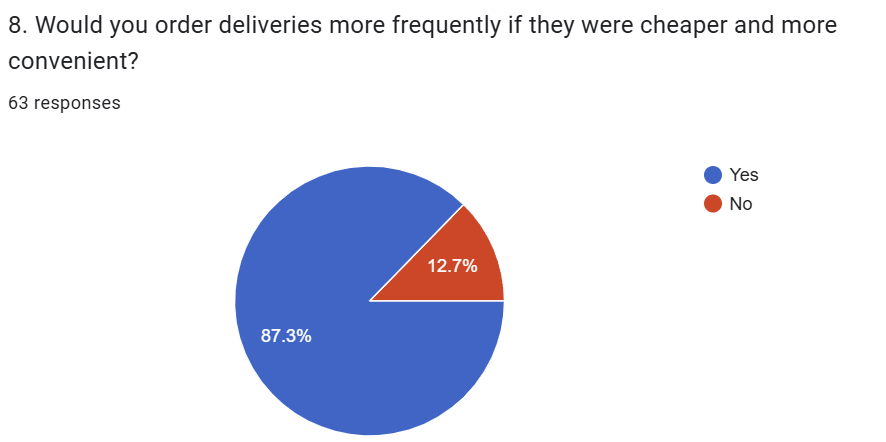 8. Would you order deliveries more frequently if they were cheaper and more
convenient?
63 responses
Yes
No
12.7%
87.3%